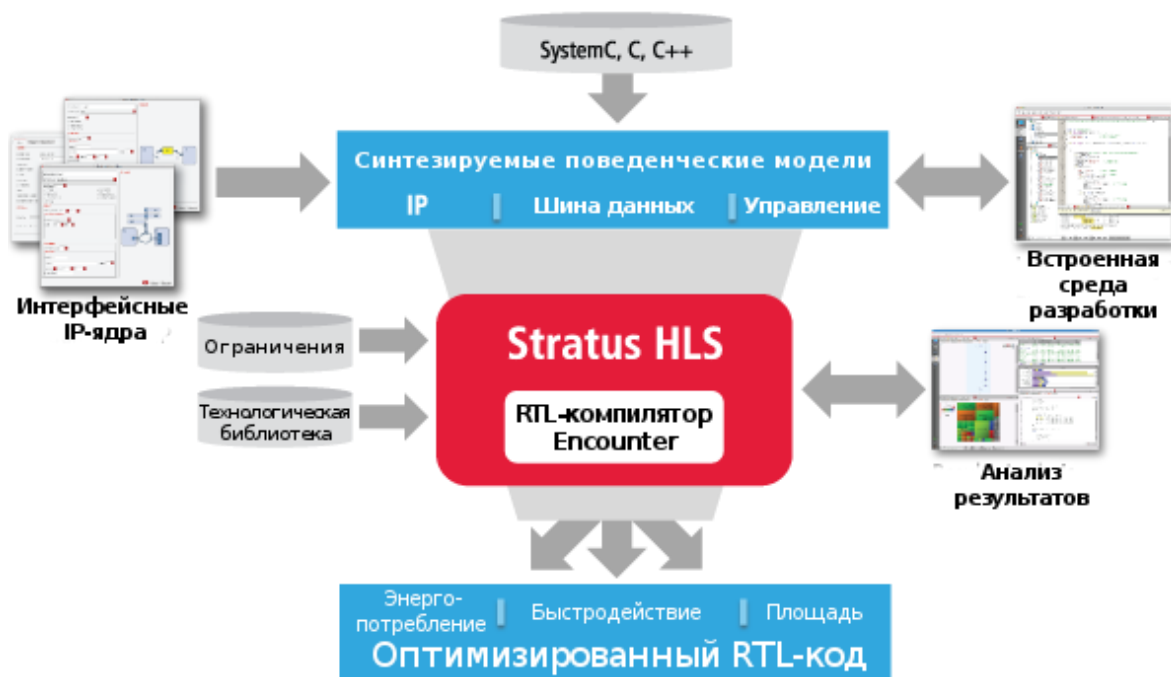 SystemC, C, C++
Синтезируемые поведенческие модели
IP | Шина данных | Управление
Интерфейсные
IP-ядра
Встроенная
среда
разработки
Ограничения
Технологическая
библиотека
Stratus HLS
RTL-компилятор
Encounter
Анализ
результатов
Энерго-
потребление | Быстродействие | Площадь
Оптимизированный RTL-код